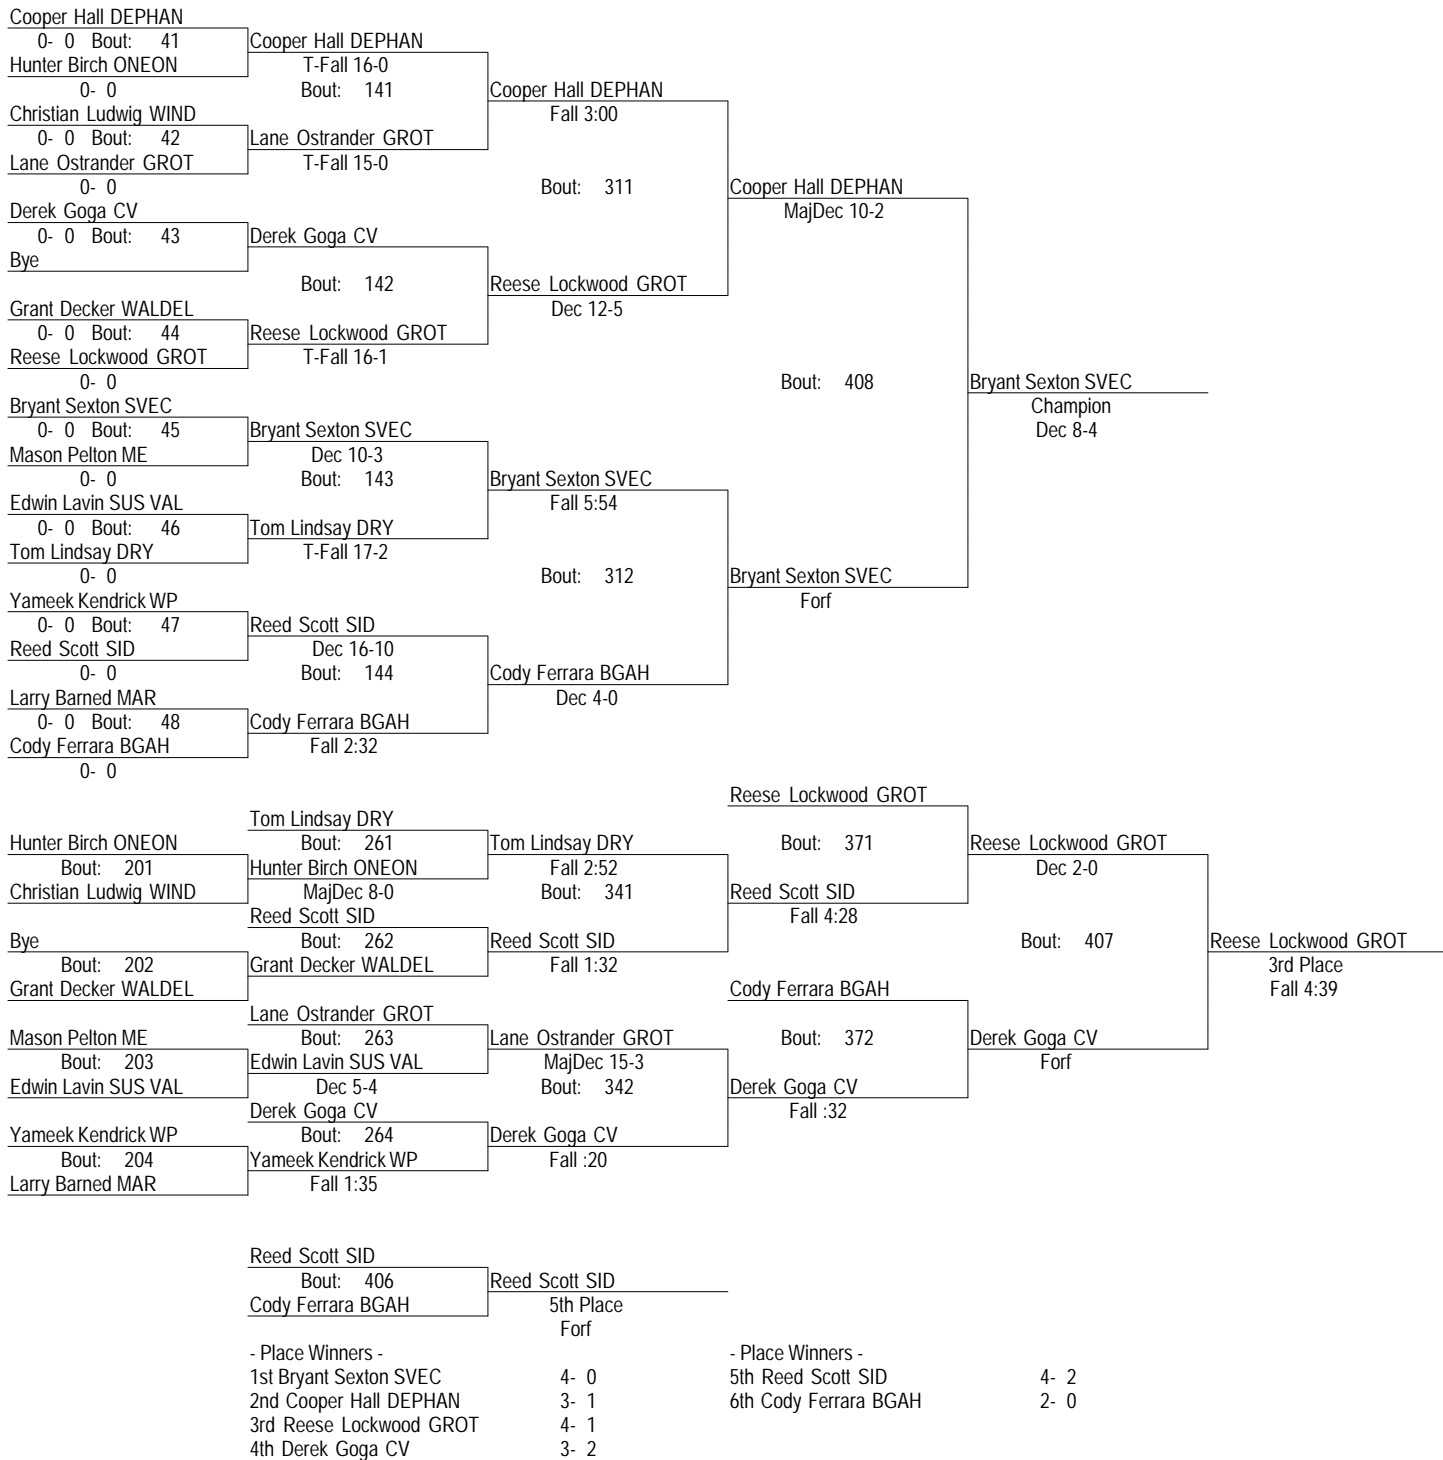 Cooper Hall DEPHAN
0- 0 Bout: 41 Cooper Hall DEPHAN
Hunter Birch ONEON T-Fall 16-0
0- 0 Bout: 141 Cooper Hall DEPHAN
Christian Ludwig WIND Fall 3:00
0- 0 Bout: 42 Lane Ostrander GROT
Lane Ostrander GROT T-Fall 15-0
0- 0 Bout: 311 Cooper Hall DEPHAN
Derek Goga CV MajDec 10-2
0- 0 Bout: 43 Derek Goga CV
Bye
Bout: 142 Reese Lockwood GROT
Grant Decker WALDEL Dec 12-5
0- 0 Bout: 44 Reese Lockwood GROT
Reese Lockwood GROT T-Fall 16-1
0- 0 Bout: 408 Bryant Sexton SVEC
Bryant Sexton SVEC Champion
0- 0 Bout: 45 Bryant Sexton SVEC Dec 8-4
Mason Pelton ME Dec 10-3
0- 0 Bout: 143 Bryant Sexton SVEC
Edwin Lavin SUS VAL Fall 5:54
0- 0 Bout: 46 Tom Lindsay DRY
Tom Lindsay DRY T-Fall 17-2
0- 0 Bout: 312 Bryant Sexton SVEC
Yameek Kendrick WP Forf
0- 0 Bout: 47 Reed Scott SID
Reed Scott SID Dec 16-10
0- 0 Bout: 144 Cody Ferrara BGAH
Larry Barned MAR Dec 4-0
0- 0 Bout: 48 Cody Ferrara BGAH
Cody Ferrara BGAH Fall 2:32
0- 0
Reese Lockwood GROT
Tom Lindsay DRY
Hunter Birch ONEON Bout: 261 Tom Lindsay DRY Bout: 371 Reese Lockwood GROT
Bout: 201 Hunter Birch ONEON Fall 2:52 Dec 2-0
Christian Ludwig WIND MajDec 8-0 Bout: 341 Reed Scott SID
Reed Scott SID Fall 4:28
Bye Bout: 262 Reed Scott SID Bout: 407 Reese Lockwood GROT
Bout: 202 Grant Decker WALDEL Fall 1:32 3rd Place
Grant Decker WALDEL Cody Ferrara BGAH Fall 4:39
Lane Ostrander GROT
Mason Pelton ME Bout: 263 Lane Ostrander GROT Bout: 372 Derek Goga CV
Bout: 203 Edwin Lavin SUS VAL MajDec 15-3 Forf
Edwin Lavin SUS VAL Dec 5-4 Bout: 342 Derek Goga CV
Derek Goga CV Fall :32
Yameek Kendrick WP Bout: 264 Derek Goga CV
Bout: 204 Yameek Kendrick WP Fall :20
Larry Barned MAR Fall 1:35
Reed Scott SID
Bout: 406 Reed Scott SID
Cody Ferrara BGAH 5th Place
Forf
- Place Winners - - Place Winners -
1st Bryant Sexton SVEC 4- 0 5th Reed Scott SID 4- 2
2nd Cooper Hall DEPHAN 3- 1 6th Cody Ferrara BGAH 2- 0
3rd Reese Lockwood GROT 4- 1
4th Derek Goga CV 3- 2